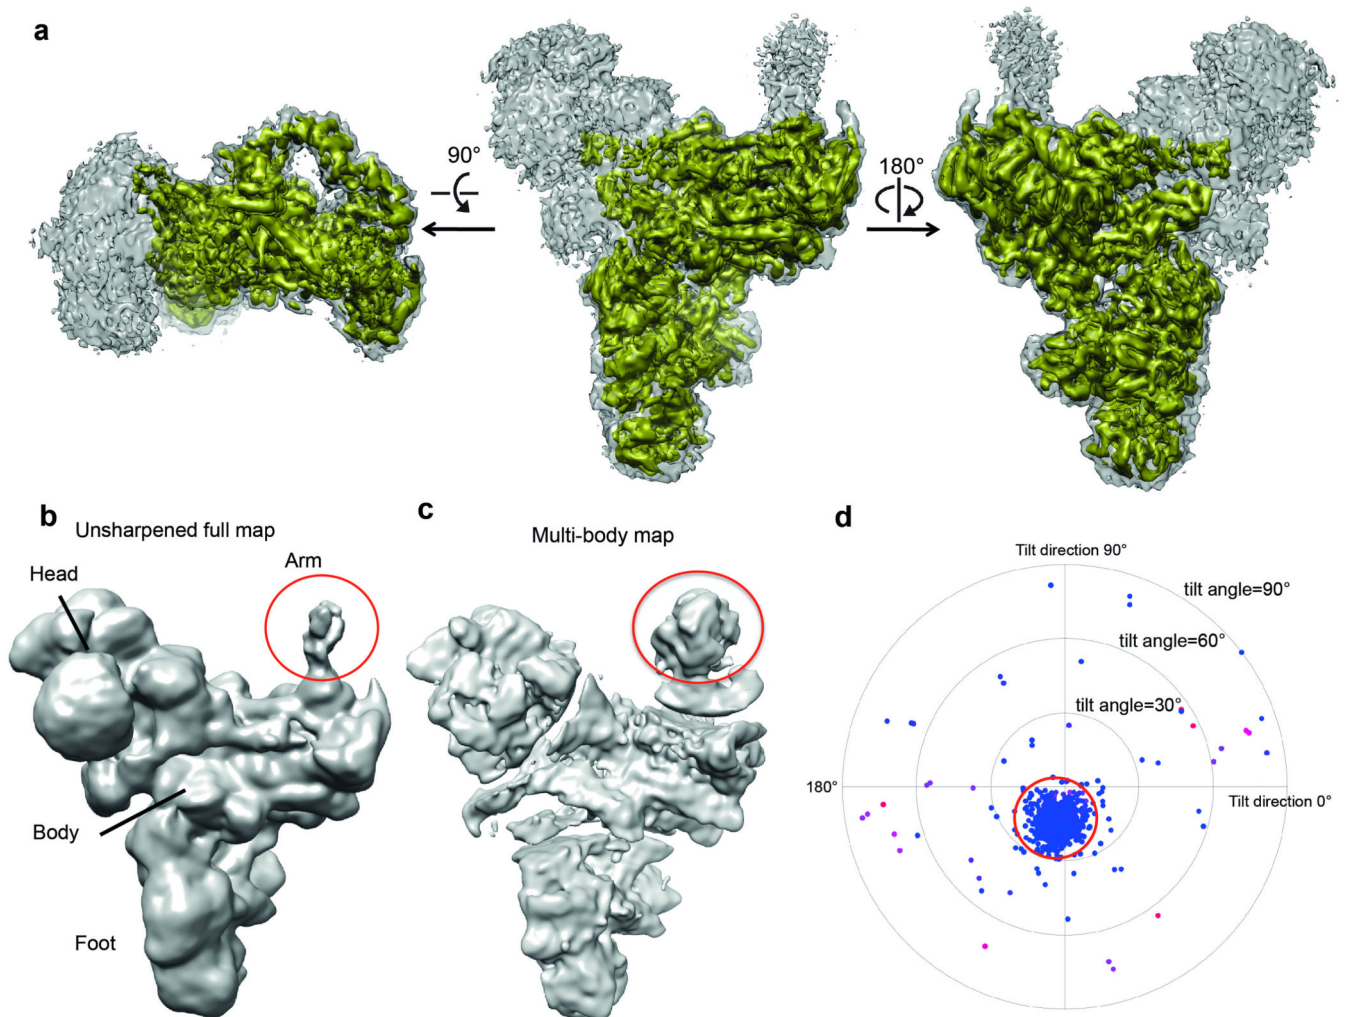 a
90°
180°
b
Unsharpened full map
Arm
Head
Body
Foot
c
Multi-body map
d
Tilt direction 90°
tilt angle=90°
tilt angle=60°
tilt angle=30°
180°
Tilt direction 0°